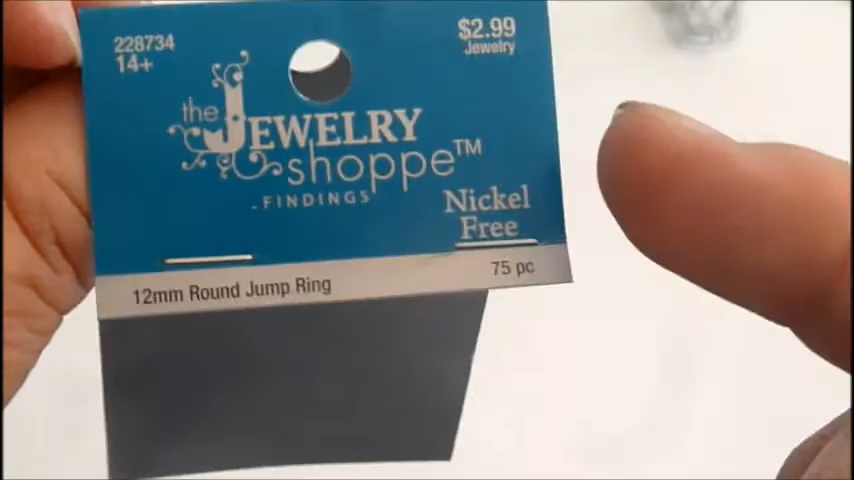 228734
14+
$2.99
Jewelry
the
JEWELRY
shoppe™
FINDINGS
Nickel
Free
12mm Round Jump Ring
75 pc